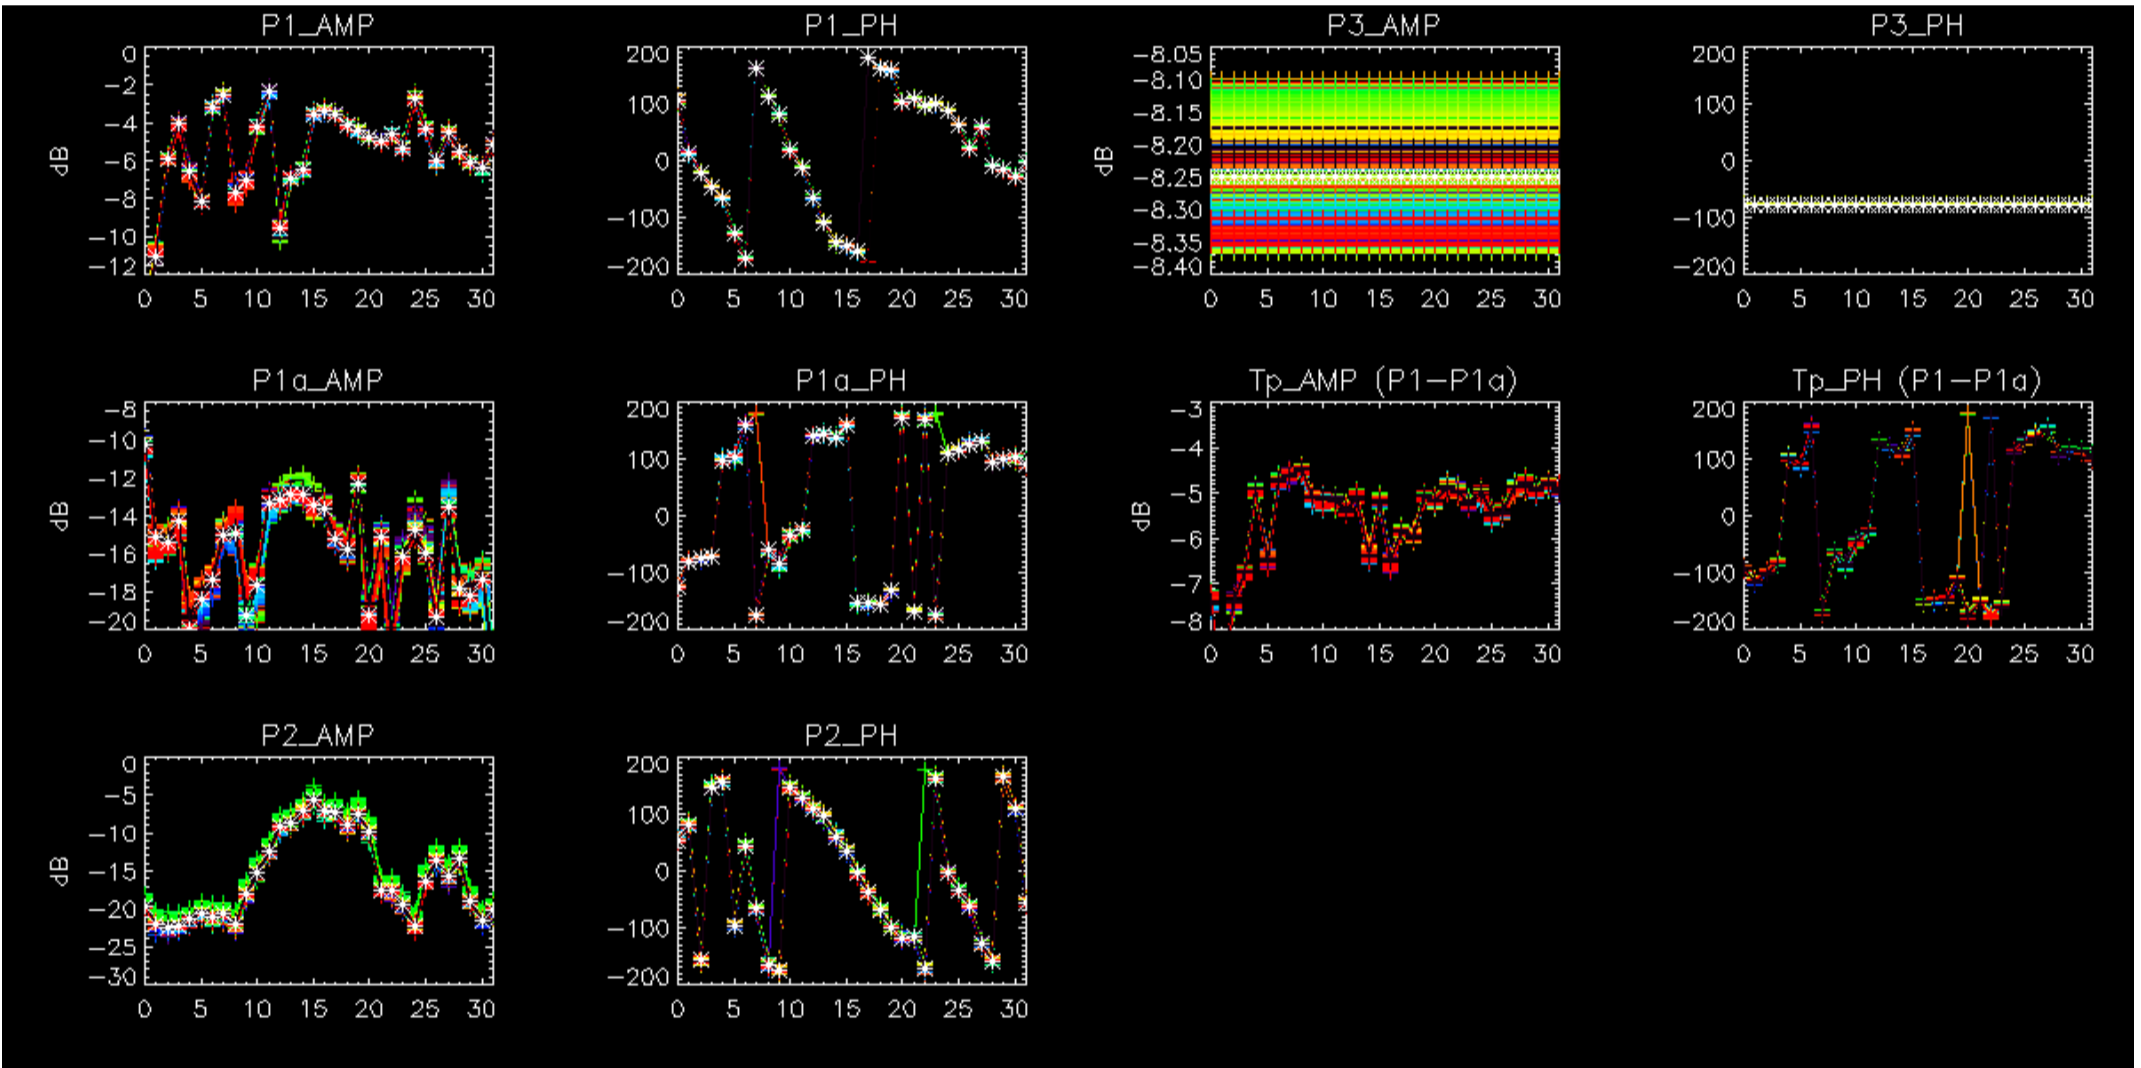 P1_AMP
0
-2
-4
-6
-8
-10
-12
dB
0 5 10 15 20 25 30
P1_PH
200
100
0
-100
-200
0 5 10 15 20 25 30
P3_AMP
-8.05
-8.10
-8.15
-8.20
-8.25
-8.30
-8.35
-8.40
dB
0 5 10 15 20 25 30
P3_PH
200
100
0
-100
-200
0 5 10 15 20 25 30
P1a_AMP
-8
-10
-12
-14
-16
-18
-20
dB
0 5 10 15 20 25 30
P1a_PH
200
100
0
-100
-200
0 5 10 15 20 25 30
Tp_AMP (P1-P1a)
-3
-4
-5
-6
-7
-8
dB
0 5 10 15 20 25 30
Tp_PH (P1-P1a)
200
100
0
-100
-200
0 5 10 15 20 25 30
P2_AMP
0
-5
-10
-15
-20
-25
-30
dB
0 5 10 15 20 25 30
P2_PH
200
100
0
-100
-200
0 5 10 15 20 25 30